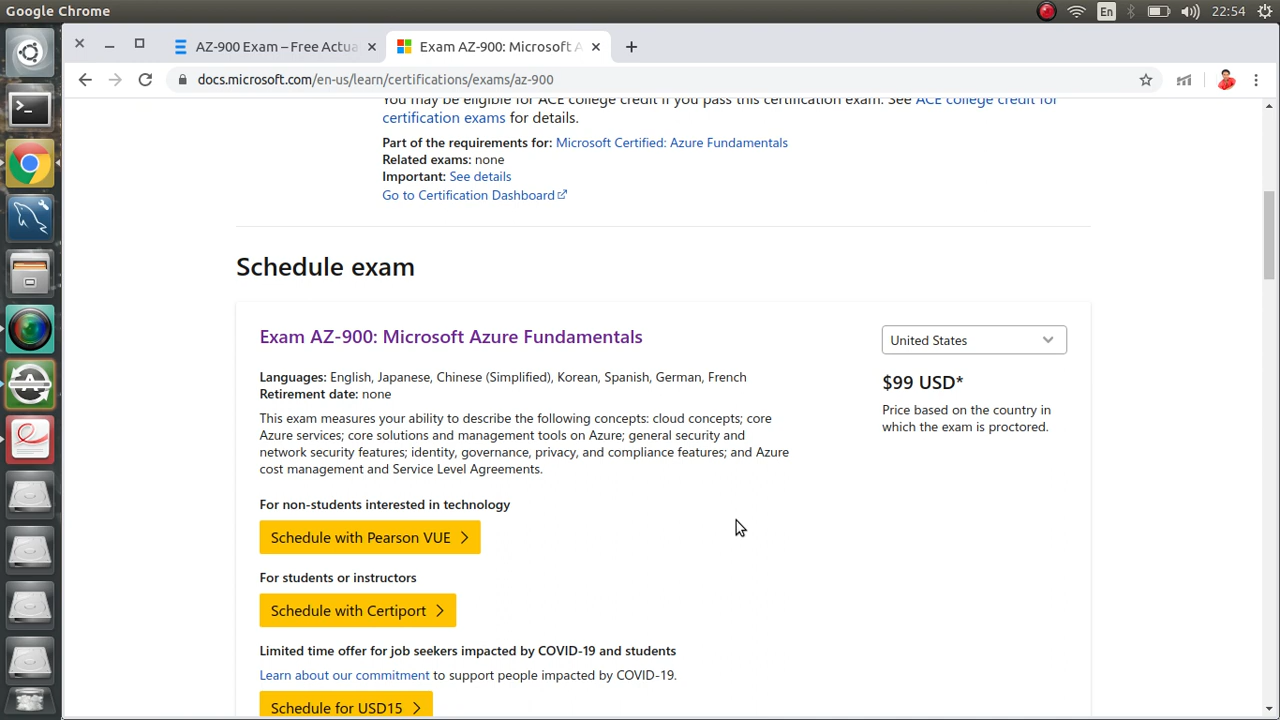 Google Chrome
En
22:54
AZ-900 Exam – Free Actua
Exam AZ-900: Microsoft A
docs.microsoft.com/en-us/learn/certifications/exams/az-900
You may be eligible for ACE college credit if you pass this certification exam. See ACE college credit for
certification exams for details.
Part of the requirements for: Microsoft Certified: Azure Fundamentals
Related exams: none
Important: See details
Go to Certification Dashboard
Schedule exam
Exam AZ-900: Microsoft Azure Fundamentals
United States
Languages: English, Japanese, Chinese (Simplified), Korean, Spanish, German, French
Retirement date: none
$99 USD*
Price based on the country in
which the exam is proctored.
This exam measures your ability to describe the following concepts: cloud concepts; core
Azure services; core solutions and management tools on Azure; general security and
network security features; identity, governance, privacy, and compliance features; and Azure
cost management and Service Level Agreements.
For non-students interested in technology
Schedule with Pearson VUE
For students or instructors
Schedule with Certiport
Limited time offer for job seekers impacted by COVID-19 and students
Learn about our commitment to support people impacted by COVID-19.
Schedule for USD15